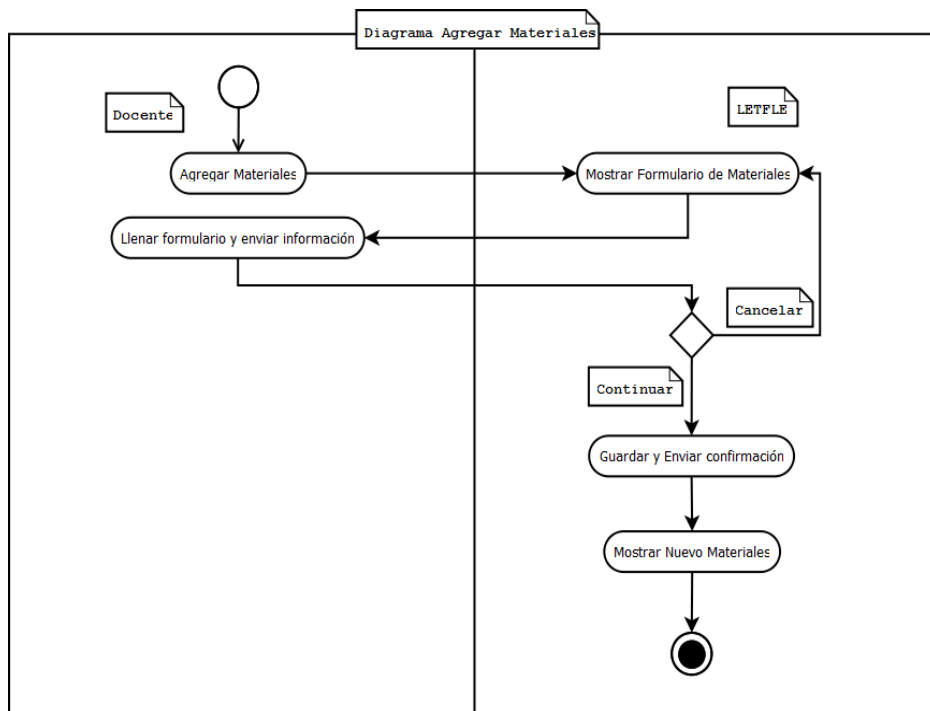 Diagrama Agregar Materiales
Docente
LETFLE
Agregar Materiales
Mostrar Formulario de Materiales
Llenar formulario y enviar información
Cancelar
Continuar
Guardar y Enviar confirmación
Mostrar Nuevo Materiales